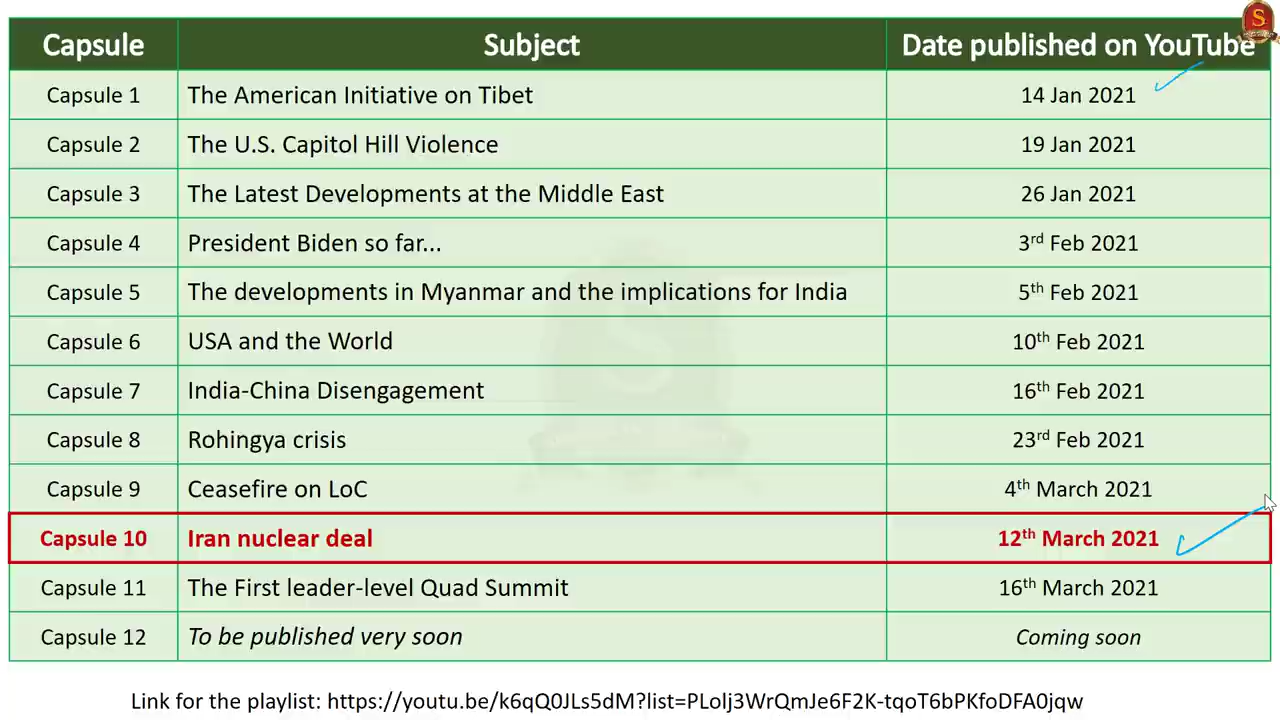 Capsule Subject Date published on YouTube
Capsule 1 The American Initiative on Tibet 14 Jan 2021
Capsule 2 The U.S. Capitol Hill Violence 19 Jan 2021
Capsule 3 The Latest Developments at the Middle East 26 Jan 2021
Capsule 4 President Biden so far... 3rd Feb 2021
Capsule 5 The developments in Myanmar and the implications for India 5th Feb 2021
Capsule 6 USA and the World 10th Feb 2021
Capsule 7 India-China Disengagement 16th Feb 2021
Capsule 8 Rohingya crisis 23rd Feb 2021
Capsule 9 Ceasefire on LoC 4th March 2021
Capsule 10 Iran nuclear deal 12th March 2021
Capsule 11 The First leader-level Quad Summit 16th March 2021
Capsule 12 To be published very soon Coming soon
Link for the playlist: https://youtu.be/k6qQ0JLs5dM?list=PLolj3WrQmJe6F2K-tqoT6bPKfoDFA0jqw